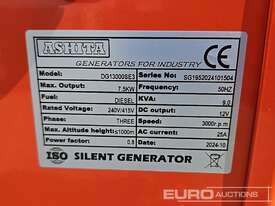 ASHITA
CE
GENERATORS FOR INDUSTRY
Model: DG13000SE3 Series No: SG1952024101504
Max. Output: 7.5KW Frequency: 50HZ
Fuel: DIESEL KVA: 9.0
Rated Voltage: 240V/415V DC output: 12V
Phase: THREE Speed: 3000r.p.m.
Max. Altitude height: ≤1000m AC current: 25A
Power factor: 0.8 Date: 2024-10
ISO SILENT GENERATOR
EURO AUCTIONS